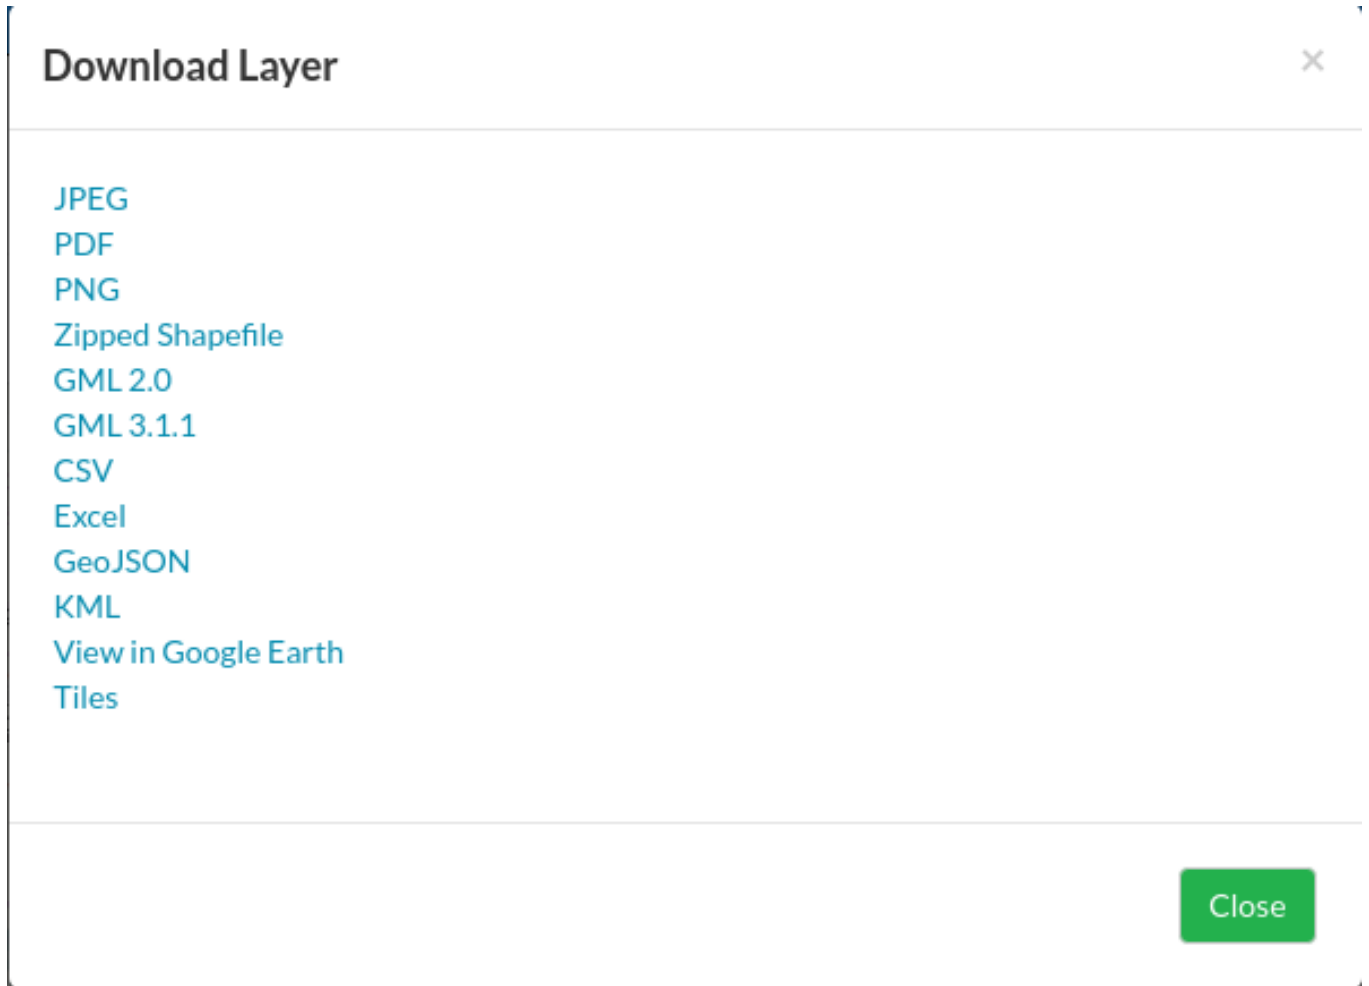 Download Layer ×
JPEG
PDF
PNG
Zipped Shapefile
GML 2.0
GML 3.1.1
CSV
Excel
GeoJSON
KML
View in Google Earth
Tiles
Close